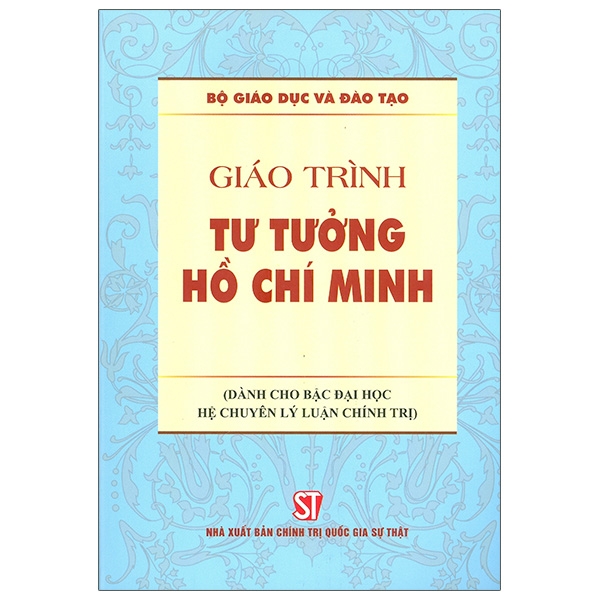 BỘ GIÁO DỤC VÀ ĐÀO TẠO
GIÁO TRÌNH
TƯ TƯỞNG
HỒ CHÍ MINH
(DÀNH CHO BẬC ĐẠI HỌC
HỆ CHUYÊN LÝ LUẬN CHÍNH TRỊ)
ST
NHÀ XUẤT BẢN CHÍNH TRỊ QUỐC GIA SỰ THẬT